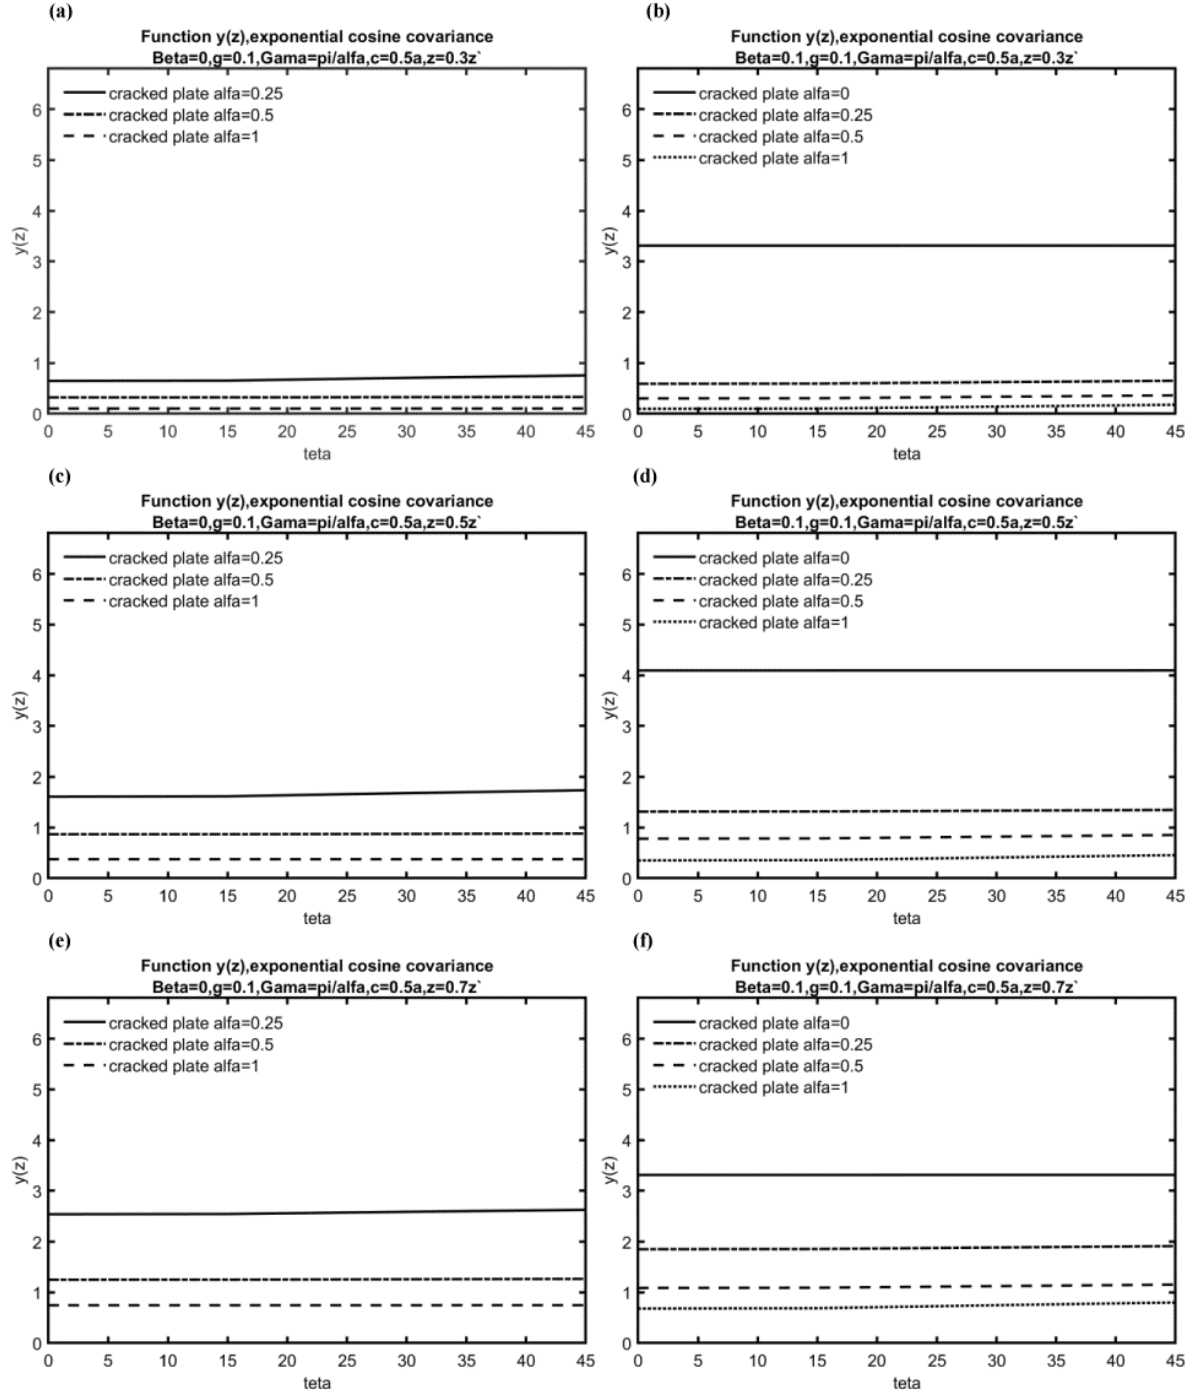 (a)
Function y(z),exponential cosine covariance
Beta=0,g=0.1,Gama=pi/alfa,c=0.5a,z=0.3z`
cracked plate alfa=0.25
cracked plate alfa=0.5
cracked plate alfa=1
6
5
4
3
2
1
0
y(z)
0 5 10 15 20 25 30 35 40 45
teta
(b)
Function y(z),exponential cosine covariance
Beta=0.1,g=0.1,Gama=pi/alfa,c=0.5a,z=0.3z`
cracked plate alfa=0
cracked plate alfa=0.25
cracked plate alfa=0.5
cracked plate alfa=1
6
5
4
3
2
1
0
y(z)
0 5 10 15 20 25 30 35 40 45
teta
(c)
Function y(z),exponential cosine covariance
Beta=0,g=0.1,Gama=pi/alfa,c=0.5a,z=0.5z`
cracked plate alfa=0.25
cracked plate alfa=0.5
cracked plate alfa=1
6
5
4
3
2
1
0
y(z)
0 5 10 15 20 25 30 35 40 45
teta
(d)
Function y(z),exponential cosine covariance
Beta=0.1,g=0.1,Gama=pi/alfa,c=0.5a,z=0.5z`
cracked plate alfa=0
cracked plate alfa=0.25
cracked plate alfa=0.5
cracked plate alfa=1
6
5
4
3
2
1
0
y(z)
0 5 10 15 20 25 30 35 40 45
teta
(e)
Function y(z),exponential cosine covariance
Beta=0,g=0.1,Gama=pi/alfa,c=0.5a,z=0.7z`
cracked plate alfa=0.25
cracked plate alfa=0.5
cracked plate alfa=1
6
5
4
3
2
1
0
y(z)
0 5 10 15 20 25 30 35 40 45
teta
(f)
Function y(z),exponential cosine covariance
Beta=0.1,g=0.1,Gama=pi/alfa,c=0.5a,z=0.7z`
cracked plate alfa=0
cracked plate alfa=0.25
cracked plate alfa=0.5
cracked plate alfa=1
6
5
4
3
2
1
0
y(z)
0 5 10 15 20 25 30 35 40 45
teta